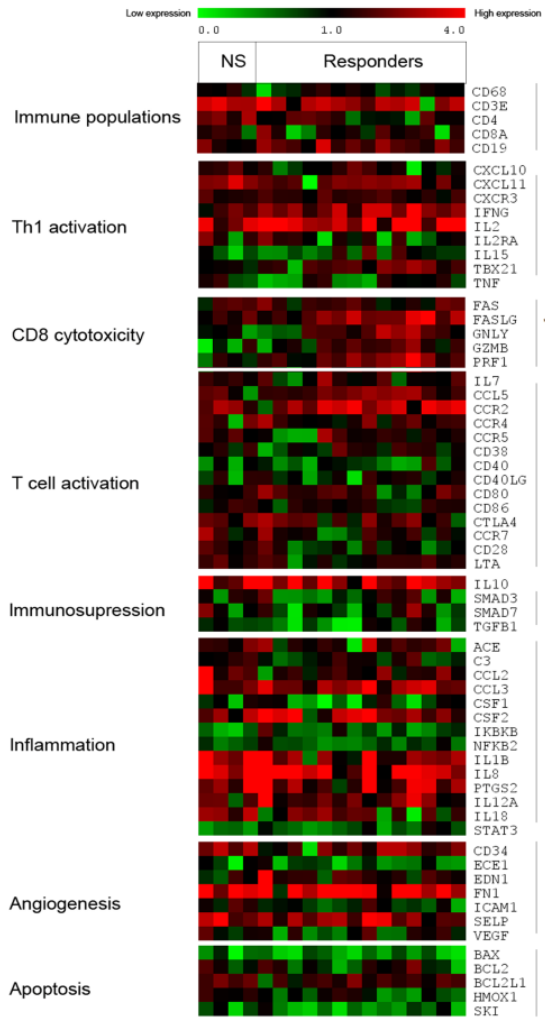 Low expression High expression
0.0 1.0 4.0
NS Responders
Immune populations
CD68
CD3E
CD4
CD8A
CD19
Th1 activation
CXCL10
CXCL11
CXCR3
IFNG
IL2
IL2RA
IL15
TBX21
TNF
CD8 cytotoxicity
FAS
FASLG
GNLY
GZMB
PRF1
T cell activation
IL7
CCL5
CCR2
CCR4
CCR5
CD38
CD40
CD40LG
CD80
CD86
CTLA4
CCR7
CD28
LTA
Immunosupression
IL10
SMAD3
SMAD7
TGFB1
Inflammation
ACE
C3
CCL2
CCL3
CSF1
CSF2
IKBKB
NFKB2
IL1B
IL8
PTGS2
IL12A
IL18
STAT3
Angiogenesis
CD34
ECE1
EDN1
FN1
ICAM1
SELP
VEGF
Apoptosis
BAX
BCL2
BCL2L1
HMOX1
SKI